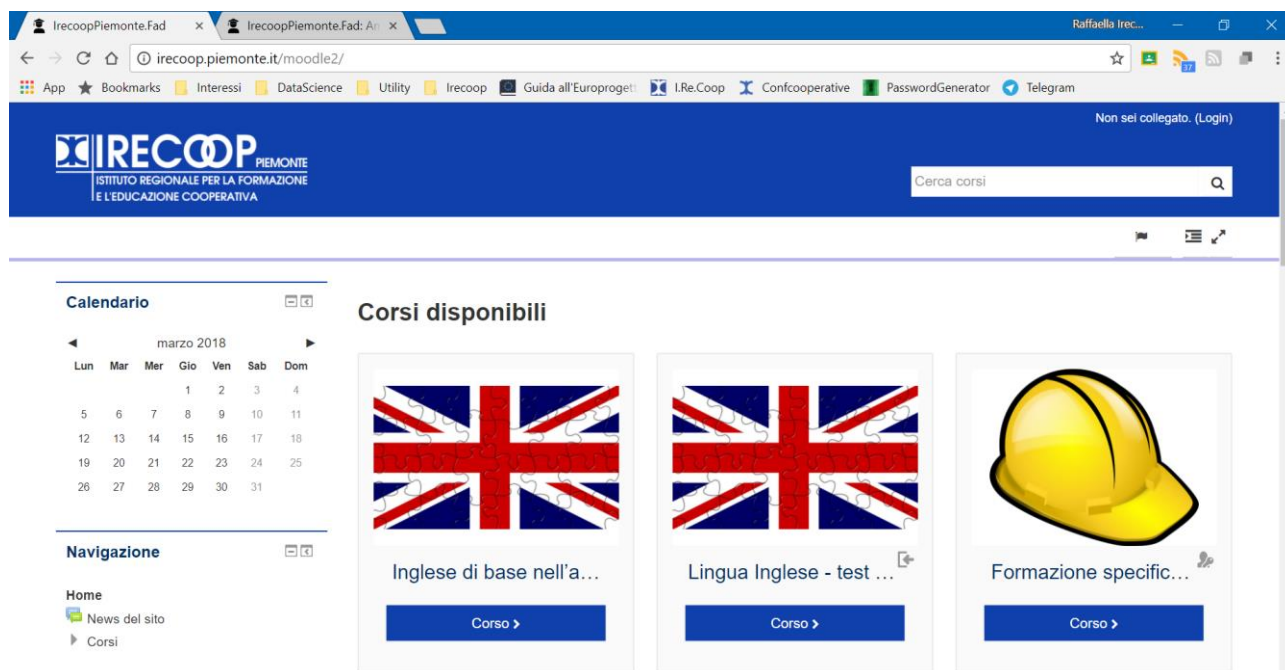 IrecoopPiemonte.Fad
IrecoopPiemonte.Fad: An
Raffaella Irec...
irecoop.piemonte.it/moodle2/
37
App Bookmarks Interessi DataScience Utility Irecoop Guida all'Europroget I.Re.Coop Confcooperative PasswordGenerator Telegram
Non sei collegato. (Login)
IRECOOP PIEMONTE
ISTITUTO REGIONALE PER LA FORMAZIONE
E L'EDUCAZIONE COOPERATIVA
Cerca corsi
Calendario
marzo 2018
Lun Mar Mer Gio Ven Sab Dom
1 2 3 4
5 6 7 8 9 10 11
12 13 14 15 16 17 18
19 20 21 22 23 24 25
26 27 28 29 30 31
Navigazione
Home
News del sito
Corsi
Corsi disponibili
Inglese di base nell'a...
Corso
Lingua Inglese - test ...
Corso
Formazione specific...
Corso